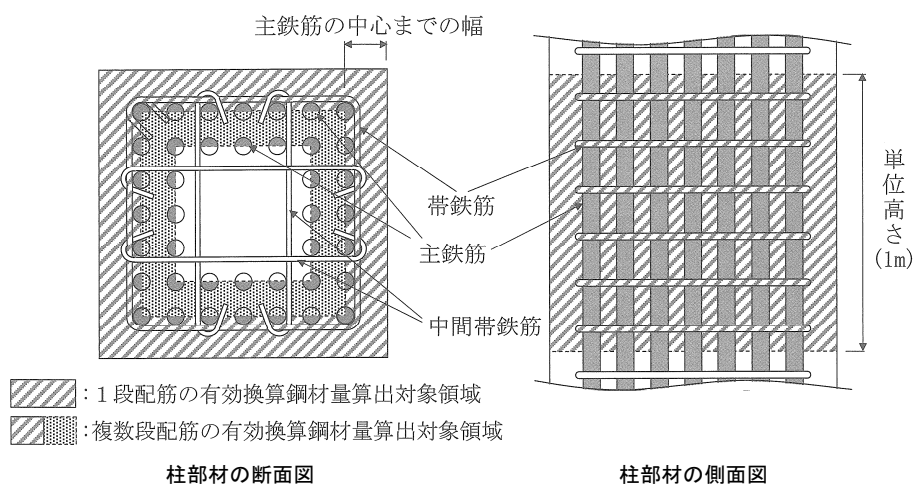 主鉄筋の中心までの幅
帯鉄筋
主鉄筋
中間帯鉄筋
単位高さ
(1m)
:1段配筋の有効換算鋼材量算出対象領域
:複数段配筋の有効換算鋼材量算出対象領域
柱部材の断面図
柱部材の側面図